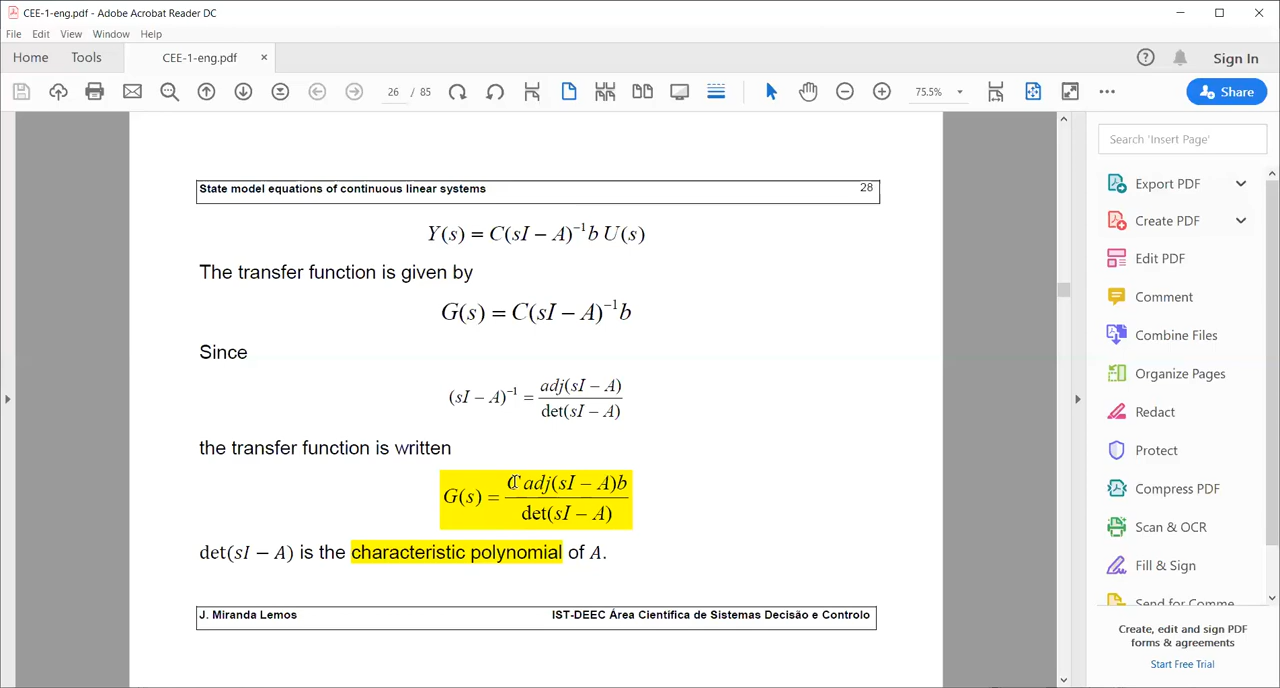 CEE-1-eng.pdf - Adobe Acrobat Reader DC
File Edit View Window Help
Home Tools CEE-1-eng.pdf × ? Sign In
26 / 85 75.5% Share
Search 'Insert Page'
Export PDF
Create PDF
Edit PDF
Comment
Combine Files
Organize Pages
Redact
Protect
Compress PDF
Scan & OCR
Fill & Sign
Send for Comme
Create, edit and sign PDF
forms & agreements
Start Free Trial
State model equations of continuous linear systems 28
Y(s) = C(sI − A)⁻¹b U(s)
The transfer function is given by
G(s) = C(sI − A)⁻¹b
Since
(sI − A)⁻¹ = adj(sI − A) / det(sI − A)
the transfer function is written
G(s) = C adj(sI − A)b / det(sI − A)
det(sI − A) is the characteristic polynomial of A.
J. Miranda Lemos IST-DEEC Área Científica de Sistemas Decisão e Controlo